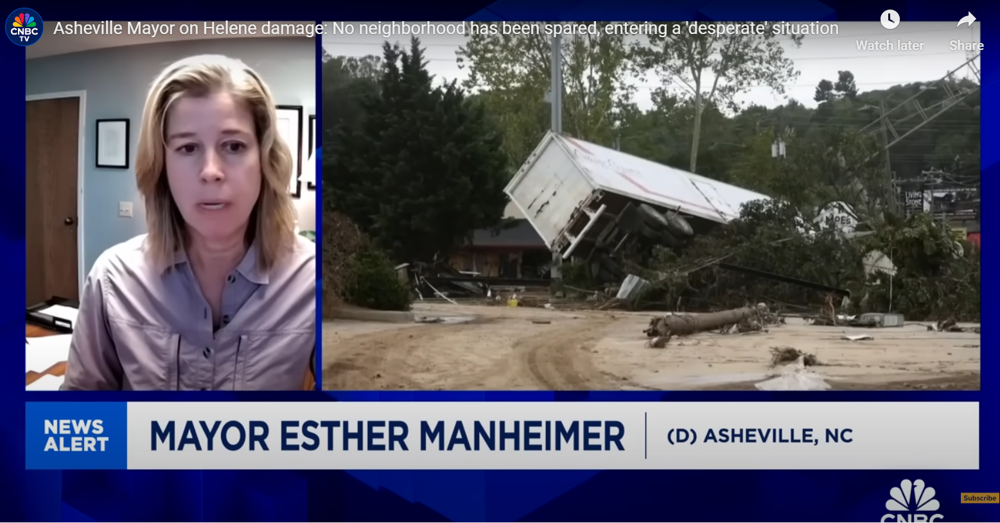 CNBC
TV
Asheville Mayor on Helene damage: No neighborhood has been spared, entering a 'desperate' situation
Watch later
Share
LIVING
STONE
MOE'S
NEWS
ALERT
MAYOR ESTHER MANHEIMER
(D) ASHEVILLE, NC
Subscribe
CNBC